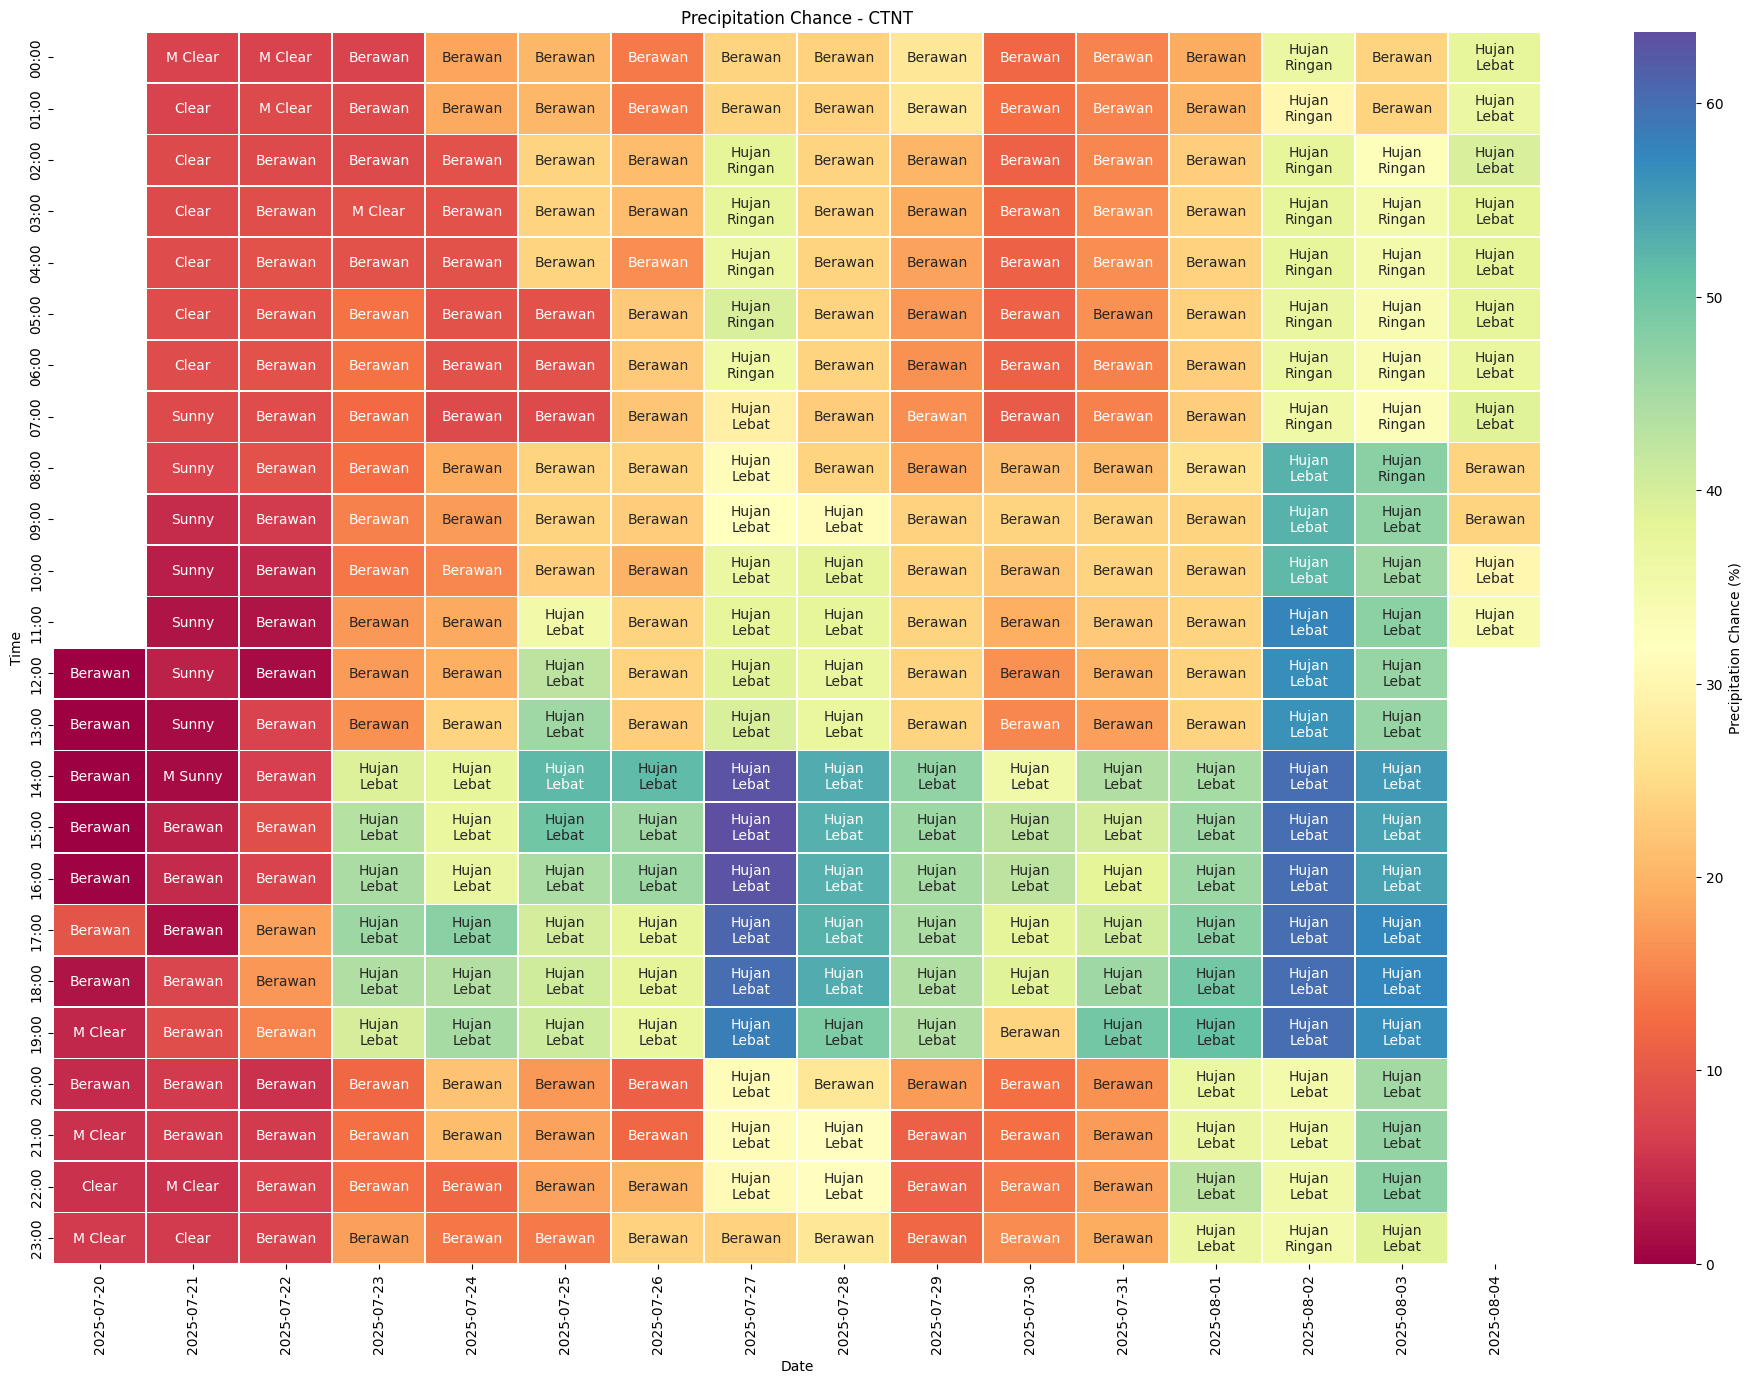 Precipitation Chance - CTNT
Time
00:00 M Clear M Clear Berawan Berawan Berawan Berawan Berawan Berawan Berawan Berawan Berawan Berawan Hujan Ringan Berawan Hujan Lebat
01:00 Clear M Clear Berawan Berawan Berawan Berawan Berawan Berawan Berawan Berawan Berawan Berawan Hujan Ringan Berawan Hujan Lebat
02:00 Clear Berawan Berawan Berawan Berawan Berawan Hujan Ringan Berawan Berawan Berawan Berawan Berawan Hujan Ringan Hujan Ringan Hujan Lebat
03:00 Clear Berawan M Clear Berawan Berawan Berawan Hujan Ringan Berawan Berawan Berawan Berawan Berawan Hujan Ringan Hujan Ringan Hujan Lebat
04:00 Clear Berawan Berawan Berawan Berawan Berawan Hujan Ringan Berawan Berawan Berawan Berawan Berawan Hujan Ringan Hujan Ringan Hujan Lebat
05:00 Clear Berawan Berawan Berawan Berawan Berawan Hujan Ringan Berawan Berawan Berawan Berawan Berawan Hujan Ringan Hujan Ringan Hujan Lebat
06:00 Clear Berawan Berawan Berawan Berawan Berawan Hujan Ringan Berawan Berawan Berawan Berawan Berawan Hujan Ringan Hujan Ringan Hujan Lebat
07:00 Sunny Berawan Berawan Berawan Berawan Berawan Hujan Lebat Berawan Berawan Berawan Berawan Berawan Hujan Ringan Hujan Ringan Hujan Lebat
08:00 Sunny Berawan Berawan Berawan Berawan Berawan Hujan Lebat Berawan Berawan Berawan Berawan Berawan Hujan Lebat Hujan Ringan Berawan
09:00 Sunny Berawan Berawan Berawan Berawan Berawan Hujan Lebat Hujan Lebat Berawan Berawan Berawan Berawan Hujan Lebat Hujan Lebat Berawan
10:00 Sunny Berawan Berawan Berawan Berawan Berawan Hujan Lebat Hujan Lebat Berawan Berawan Berawan Berawan Hujan Lebat Hujan Lebat Hujan Lebat
11:00 Sunny Berawan Berawan Berawan Hujan Lebat Berawan Hujan Lebat Hujan Lebat Berawan Berawan Berawan Berawan Hujan Lebat Hujan Lebat Hujan Lebat
12:00 Berawan Sunny Berawan Berawan Berawan Hujan Lebat Berawan Hujan Lebat Hujan Lebat Berawan Berawan Berawan Berawan Hujan Lebat Hujan Lebat
13:00 Berawan Sunny Berawan Berawan Berawan Hujan Lebat Berawan Hujan Lebat Hujan Lebat Berawan Berawan Berawan Berawan Hujan Lebat Hujan Lebat
14:00 Berawan M Sunny Berawan Hujan Lebat Hujan Lebat Hujan Lebat Hujan Lebat Hujan Lebat Hujan Lebat Hujan Lebat Hujan Lebat Hujan Lebat Hujan Lebat Hujan Lebat Hujan Lebat
15:00 Berawan Berawan Berawan Hujan Lebat Hujan Lebat Hujan Lebat Hujan Lebat Hujan Lebat Hujan Lebat Hujan Lebat Hujan Lebat Hujan Lebat Hujan Lebat Hujan Lebat Hujan Lebat
16:00 Berawan Berawan Berawan Hujan Lebat Hujan Lebat Hujan Lebat Hujan Lebat Hujan Lebat Hujan Lebat Hujan Lebat Hujan Lebat Hujan Lebat Hujan Lebat Hujan Lebat Hujan Lebat
17:00 Berawan Berawan Berawan Hujan Lebat Hujan Lebat Hujan Lebat Hujan Lebat Hujan Lebat Hujan Lebat Hujan Lebat Hujan Lebat Hujan Lebat Hujan Lebat Hujan Lebat Hujan Lebat
18:00 Berawan Berawan Berawan Hujan Lebat Hujan Lebat Hujan Lebat Hujan Lebat Hujan Lebat Hujan Lebat Hujan Lebat Hujan Lebat Hujan Lebat Hujan Lebat Hujan Lebat Hujan Lebat
19:00 M Clear Berawan Berawan Hujan Lebat Hujan Lebat Hujan Lebat Hujan Lebat Hujan Lebat Hujan Lebat Hujan Lebat Berawan Hujan Lebat Hujan Lebat Hujan Lebat Hujan Lebat
20:00 Berawan Berawan Berawan Berawan Berawan Berawan Berawan Hujan Lebat Berawan Berawan Berawan Berawan Hujan Lebat Hujan Lebat Hujan Lebat
21:00 M Clear Berawan Berawan Berawan Berawan Berawan Berawan Hujan Lebat Hujan Lebat Berawan Berawan Berawan Hujan Lebat Hujan Lebat Hujan Lebat
22:00 Clear M Clear Berawan Berawan Berawan Berawan Berawan Hujan Lebat Hujan Lebat Berawan Berawan Berawan Hujan Lebat Hujan Lebat Hujan Lebat
23:00 M Clear Clear Berawan Berawan Berawan Berawan Berawan Berawan Berawan Berawan Berawan Berawan Hujan Lebat Hujan Ringan Hujan Lebat
2025-07-20 2025-07-21 2025-07-22 2025-07-23 2025-07-24 2025-07-25 2025-07-26 2025-07-27 2025-07-28 2025-07-29 2025-07-30 2025-07-31 2025-08-01 2025-08-02 2025-08-03 2025-08-04
Date
60
50
40
30
20
10
0
Precipitation Chance (%)